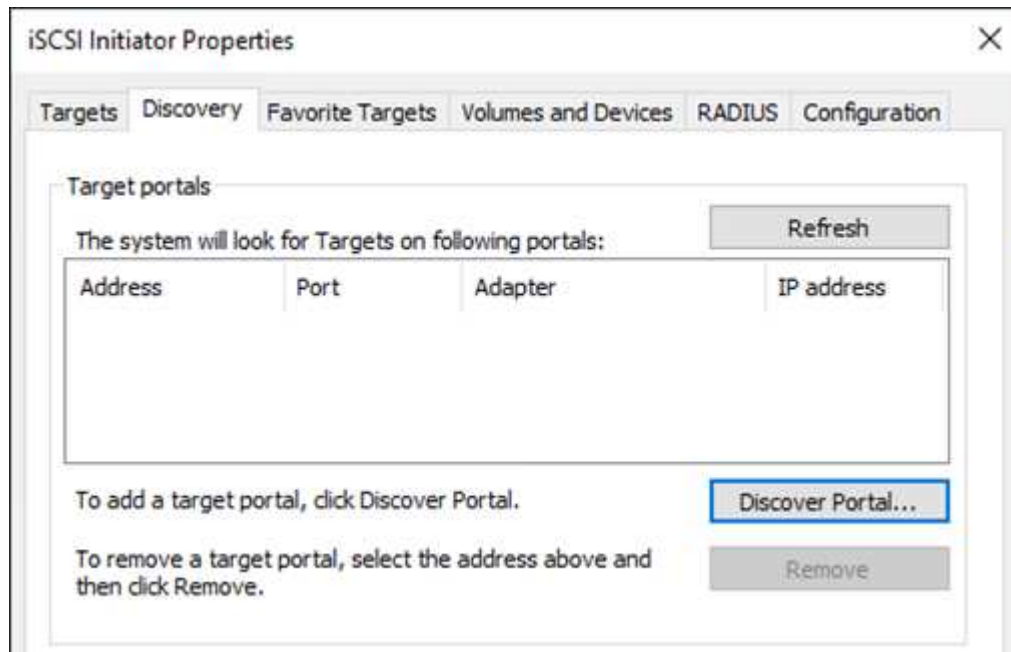 iSCSI Initiator Properties
Targets Discovery Favorite Targets Volumes and Devices RADIUS Configuration
Target portals
The system will look for Targets on following portals:
Refresh
Address Port Adapter IP address
To add a target portal, click Discover Portal.
Discover Portal...
To remove a target portal, select the address above and
then click Remove.
Remove